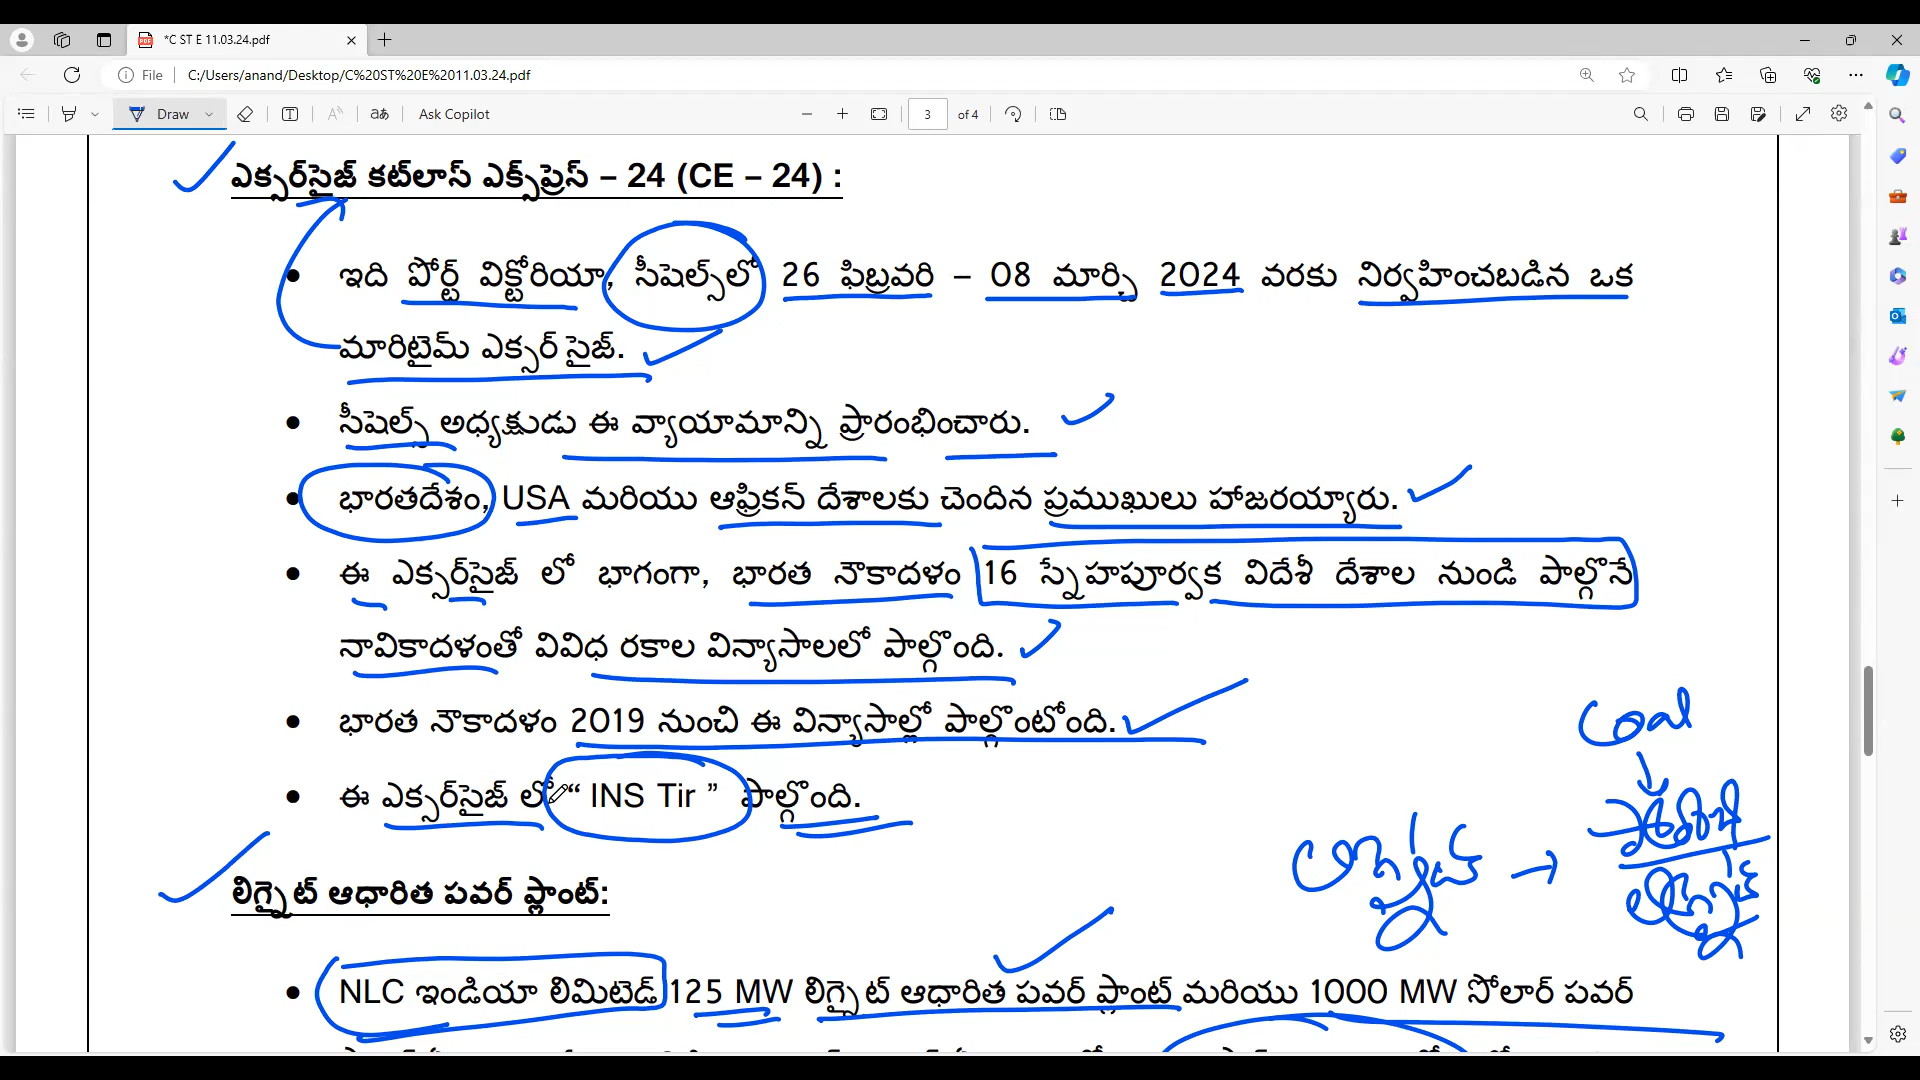 *C ST E 11.03.24.pdf
File
C:/Users/anand/Desktop/C%20ST%20E%2011.03.24.pdf
Draw
Ask Copilot
3 of 4
ఎక్సర్‌సైజ్ కట్‌లాస్ ఎక్స్‌ప్రెస్ – 24 (CE – 24) :
• ఇది పోర్ట్ విక్టోరియా, సీషెల్స్‌లో 26 ఫిబ్రవరి – 08 మార్చి 2024 వరకు నిర్వహించబడిన ఒక
మారిటైమ్ ఎక్సర్ సైజ్.
• సీషెల్స్ అధ్యక్షుడు ఈ వ్యాయామాన్ని ప్రారంభించారు.
• భారతదేశం, USA మరియు ఆఫ్రికన్ దేశాలకు చెందిన ప్రముఖులు హాజరయ్యారు.
• ఈ ఎక్సర్‌సైజ్ లో భాగంగా, భారత నౌకాదళం 16 స్నేహపూర్వక విదేశీ దేశాల నుండి పాల్గొనే
నావికాదళంతో వివిధ రకాల విన్యాసాలలో పాల్గొంది.
• భారత నౌకాదళం 2019 నుంచి ఈ విన్యాసాల్లో పాల్గొంటోంది.
coal
• ఈ ఎక్సర్‌సైజ్ లో “ INS Tir ” పాల్గొంది.
లిగ్నైట్ ఆధారిత పవర్ ప్లాంట్:
• NLC ఇండియా లిమిటెడ్ 125 MW లిగ్నైట్ ఆధారిత పవర్ ప్లాంట్ మరియు 1000 MW సోలార్ పవర్